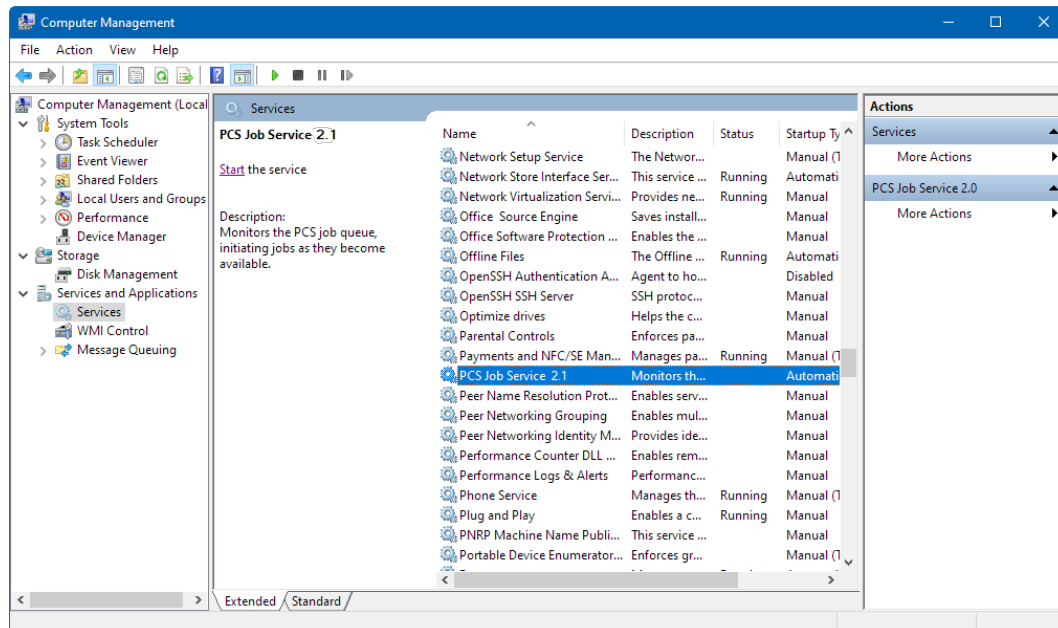 Computer Management
File Action View Help
Computer Management (Local
System Tools
Task Scheduler
Event Viewer
Shared Folders
Local Users and Groups
Performance
Device Manager
Storage
Disk Management
Services and Applications
Services
WMI Control
Message Queuing
Services
PCS Job Service 2.1
Start the service
Description:
Monitors the PCS job queue,
initiating jobs as they become
available.
Name Description Status Startup Ty
Network Setup Service The Networ... Manual (T
Network Store Interface Ser... This service ... Running Automati
Network Virtualization Servi... Provides ne... Running Manual
Office Source Engine Saves install... Manual
Office Software Protection ... Enables the ... Manual
Offline Files The Offline ... Running Automati
OpenSSH Authentication A... Agent to ho... Disabled
OpenSSH SSH Server SSH protoc... Manual
Optimize drives Helps the c... Manual
Parental Controls Enforces pa... Manual
Payments and NFC/SE Man... Manages pa... Running Manual (T
PCS Job Service 2.1 Monitors th... Automati
Peer Name Resolution Prot... Enables serv... Manual
Peer Networking Grouping Enables mul... Manual
Peer Networking Identity M... Provides ide... Manual
Performance Counter DLL ... Enables rem... Manual
Performance Logs & Alerts Performanc... Manual
Phone Service Manages th... Running Manual (T
Plug and Play Enables a c... Running Manual
PNRP Machine Name Publi... This service ... Manual
Portable Device Enumerator... Enforces gr... Manual (T
Extended Standard
Actions
Services
More Actions
PCS Job Service 2.0
More Actions